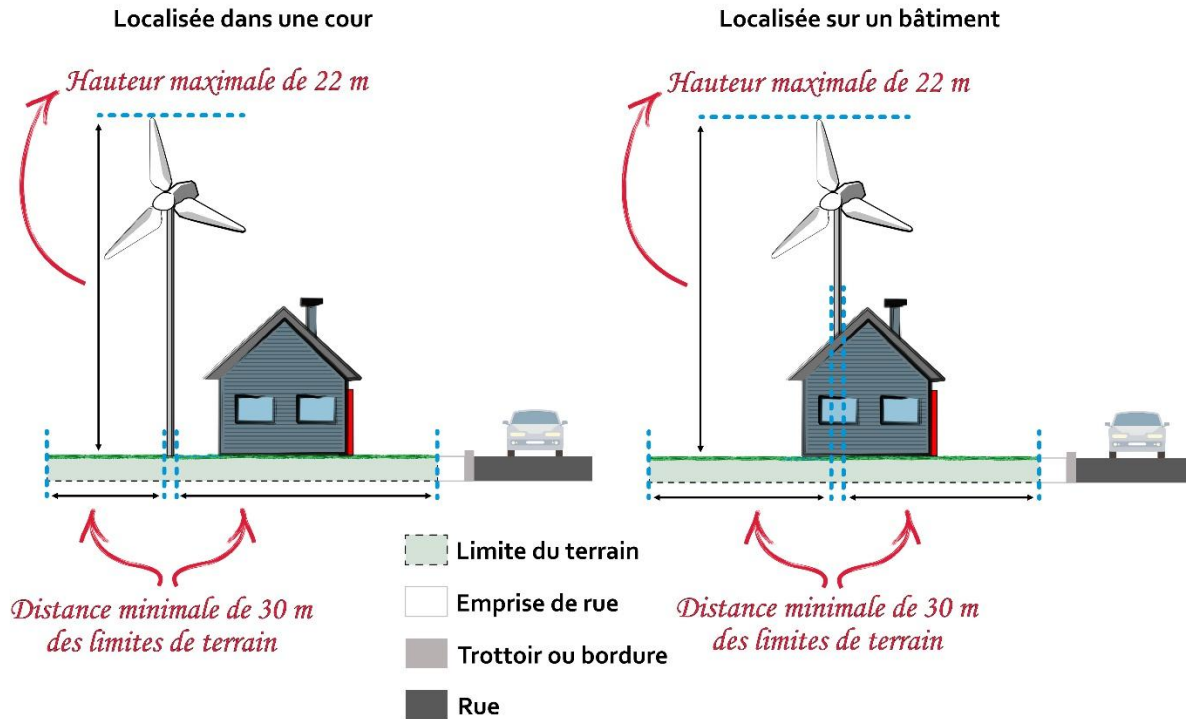 Localisée dans une cour
Localisée sur un bâtiment
Hauteur maximale de 22 m
Hauteur maximale de 22 m
Limite du terrain
Emprise de rue
Trottoir ou bordure
Rue
Distance minimale de 30 m
des limites de terrain
Distance minimale de 30 m
des limites de terrain